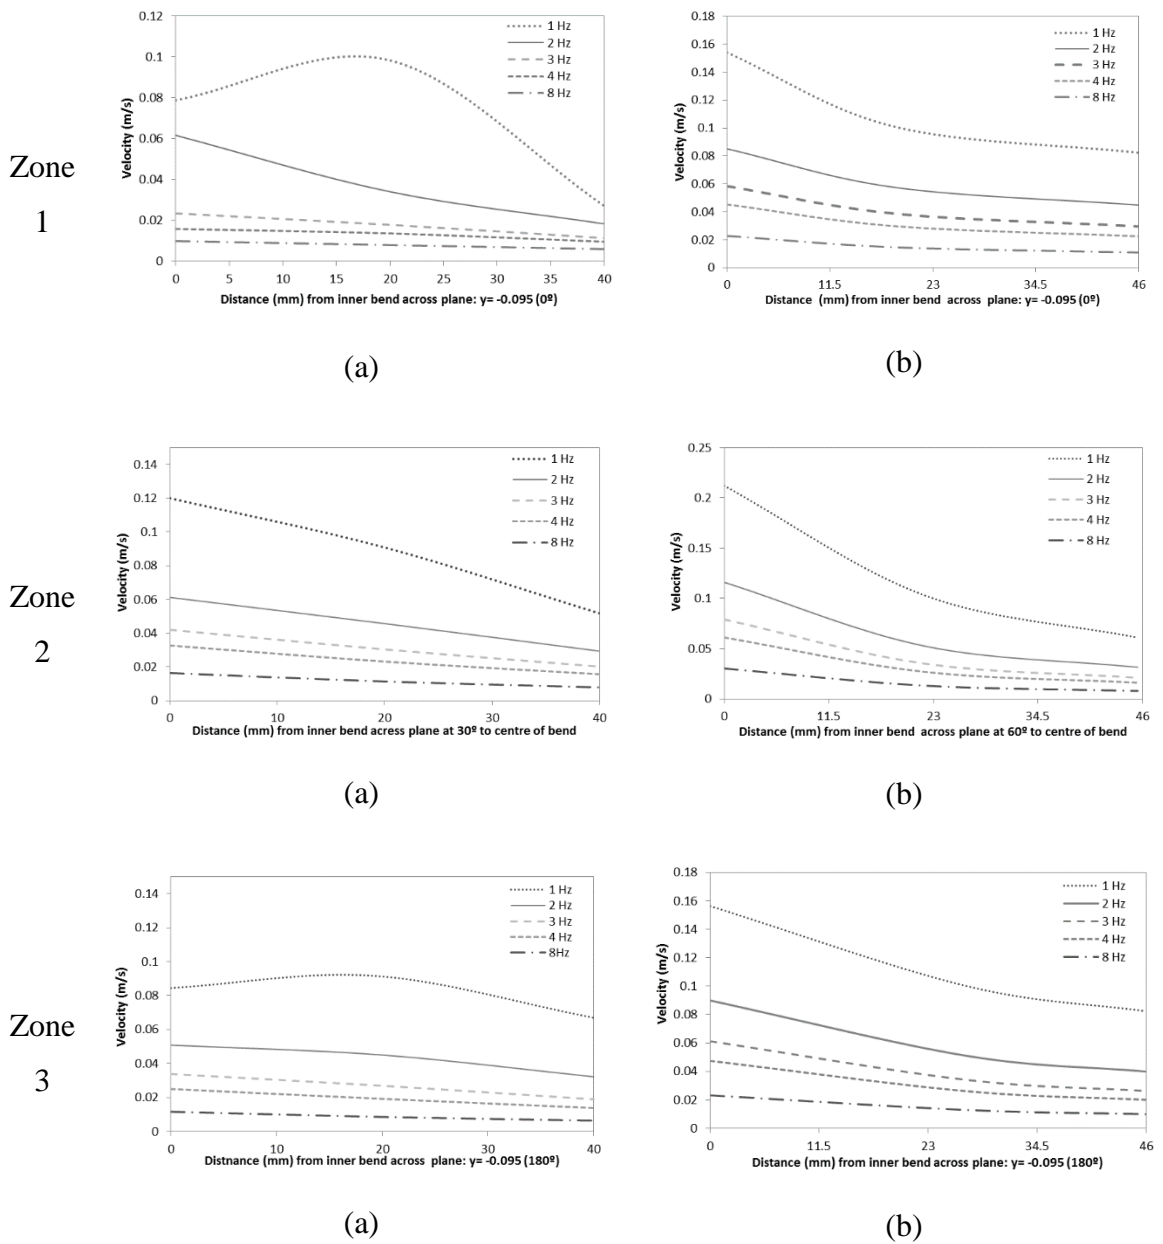 Zone
1
0.12
0.1
0.08
0.06
0.04
0.02
0
Velocity (m/s)
1 Hz
2 Hz
3 Hz
4 Hz
8 Hz
0 5 10 15 20 25 30 35 40
Distance (mm) from inner bend across plane: y= -0.095 (0º)
(a)
0.18
0.16
0.14
0.12
0.1
0.08
0.06
0.04
0.02
0
Velocity (m/s)
1 Hz
2 Hz
3 Hz
4 Hz
8 Hz
0 11.5 23 34.5 46
Distance (mm) from inner bend across plane: y= -0.095 (0º)
(b)
Zone
2
0.14
0.12
0.1
0.08
0.06
0.04
0.02
0
Velocity (m/s)
1 Hz
2 Hz
3 Hz
4 Hz
8 Hz
0 10 20 30 40
Distance (mm) from inner bend acress plane at 30º to centre of bend
(a)
0.25
0.2
0.15
0.1
0.05
0
Velocity (m/s)
1 Hz
2 Hz
3 Hz
4 Hz
8 Hz
0 11.5 23 34.5 46
Distance (mm) from inner bend across plane at 60º to centre of bend
(b)
Zone
3
0.14
0.12
0.1
0.08
0.06
0.04
0.02
0
Velocity (m/s)
1 Hz
2 Hz
3 Hz
4 Hz
8Hz
0 10 20 30 40
Distnance (mm) from inner bend across plane: y= -0.095 (180º)
(a)
0.18
0.16
0.14
0.12
0.1
0.08
0.06
0.04
0.02
0
Velocity (m/s)
1 Hz
2 Hz
3 Hz
4 Hz
8 Hz
0 11.5 23 34.5 46
Distance (mm) from inner bend across plane: y= -0.095 (180º)
(b)